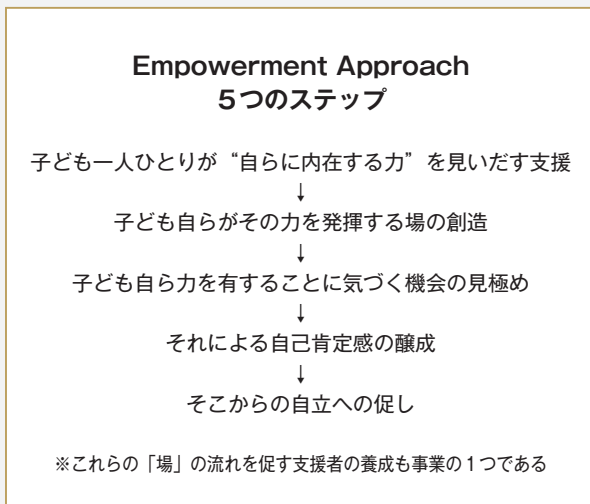 Empowerment Approach
5つのステップ
子ども一人ひとりが“自らに内在する力”を見いだす支援
↓
子ども自らがその力を発揮する場の創造
↓
子ども自ら力を有することに気づく機会の見極め
↓
それによる自己肯定感の醸成
↓
そこからの自立への促し
※これらの「場」の流れを促す支援者の養成も事業の1つである